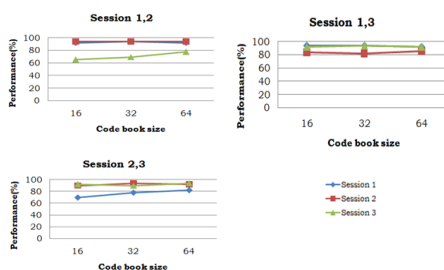 Session 1,2
Performance(%)
100
80
60
40
20
0
16 32 64
Code book size
Session 1,3
Performance(%)
100
80
60
40
20
0
16 32 64
Code book size
Session 2,3
Performance(%)
100
80
60
40
20
0
16 32 64
Code book size
Session 1
Session 2
Session 3